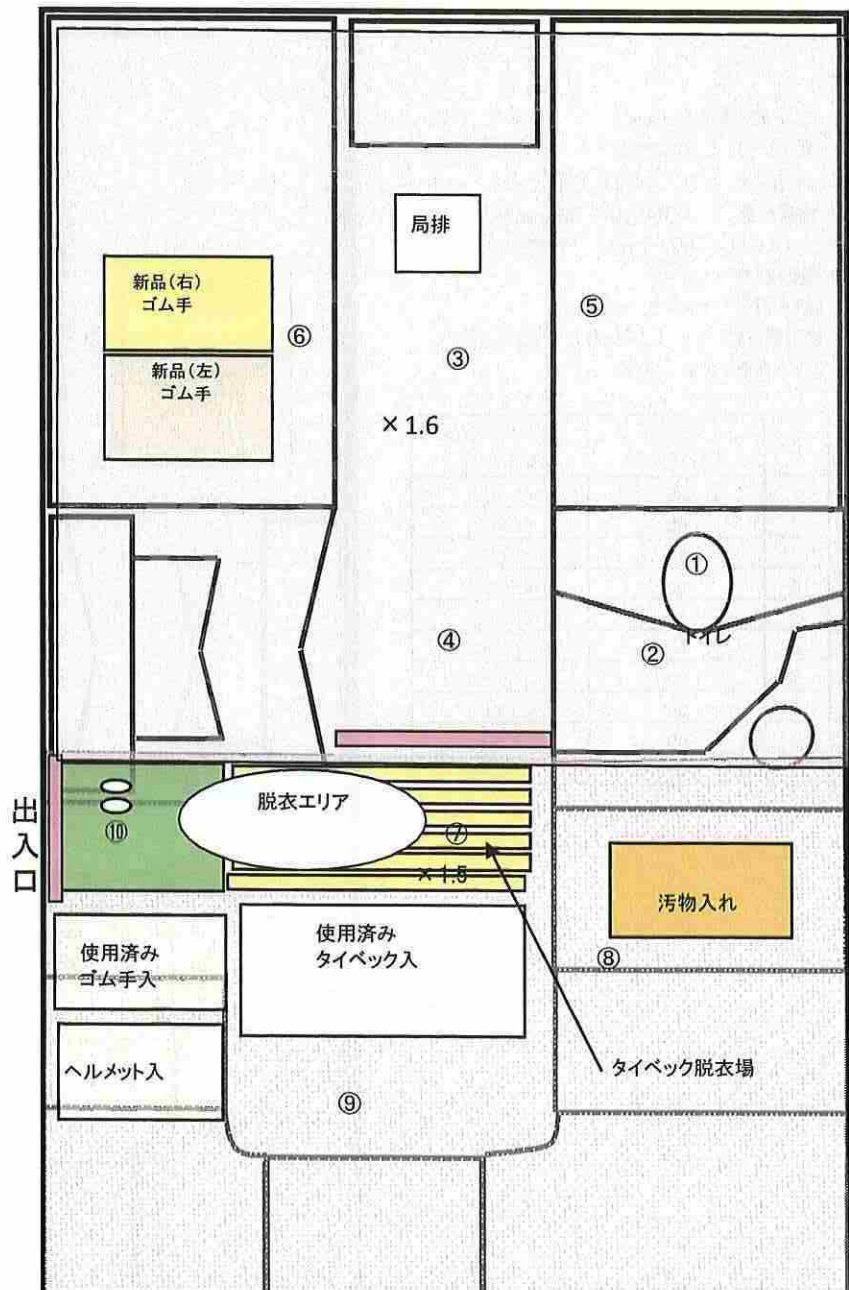 局排
新品(右)
ゴム手
新品(左)
ゴム手
⑥
③
⑤
×1.6
①
トイレ
②
④
出入口
⑩
脱衣エリア
⑦
×1.5
汚物入れ
⑧
使用済み
ゴム手入
使用済み
タイベック入
ヘルメット入
タイベック脱衣場
⑨